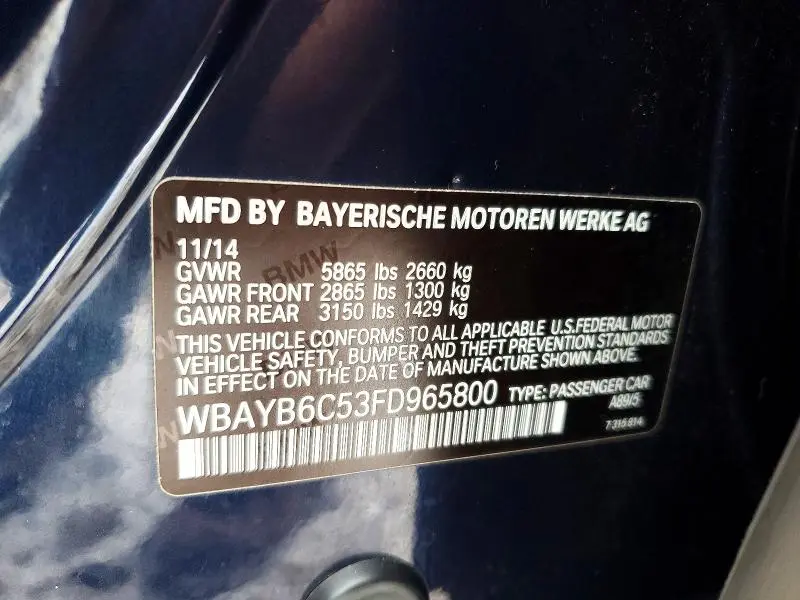 MFD BY BAYERISCHE MOTOREN WERKE AG
11/14
GVWR 5865 lbs 2660 kg
GAWR FRONT 2865 lbs 1300 kg
GAWR REAR 3150 lbs 1429 kg
THIS VEHICLE CONFORMS TO ALL APPLICABLE U.S.FEDERAL MOTOR
VEHICLE SAFETY, BUMPER AND THEFT PREVENTION STANDARDS
IN EFFECT ON THE DATE OF MANUFACTURE SHOWN ABOVE.
WBAYB6C53FD965800 TYPE: PASSENGER CAR
A89/5
7 315 814
BMW